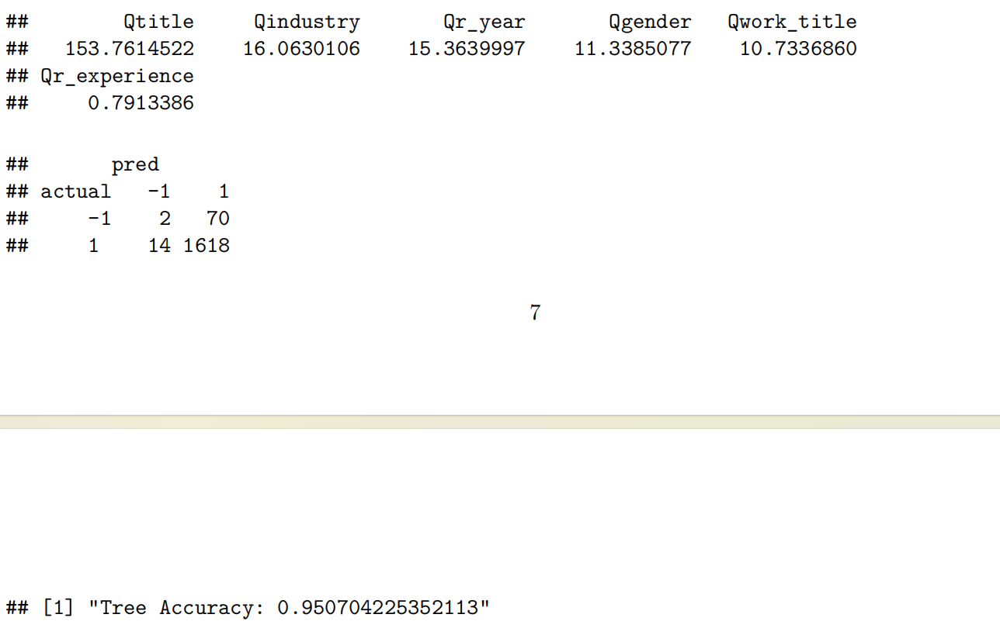 ##        Qtitle     Qindustry       Qr_year       Qgender   Qwork_title
##   153.7614522    16.0630106    15.3639997    11.3385077    10.7336860
## Qr_experience
##     0.7913386
##       pred
## actual   -1    1
##     -1    2   70
##     1    14 1618
7
## [1] "Tree Accuracy: 0.950704225352113"